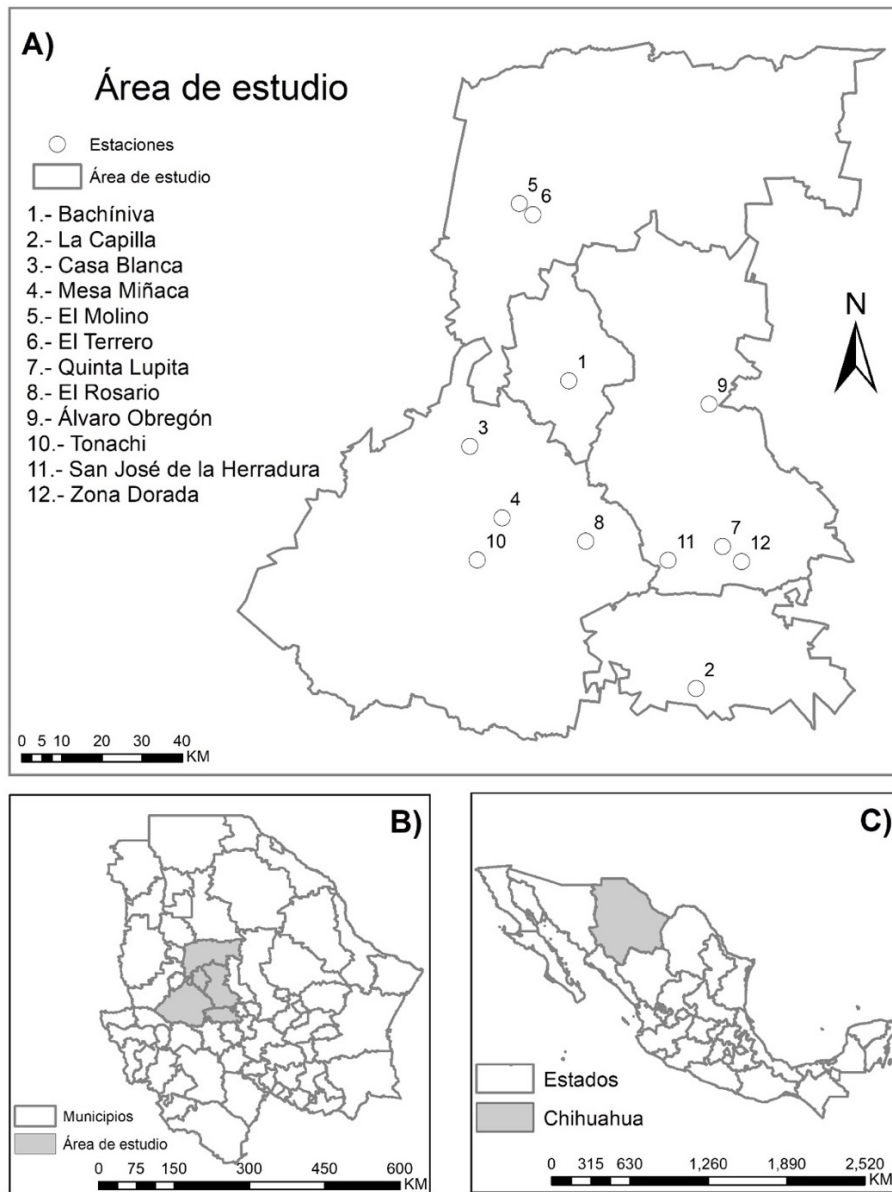 A)
Área de estudio
Estaciones
Área de estudio
1.- Bachíniva
2.- La Capilla
3.- Casa Blanca
4.- Mesa Miñaca
5.- El Molino
6.- El Terrero
7.- Quinta Lupita
8.- El Rosario
9.- Álvaro Obregón
10.- Tonachi
11.- San José de la Herradura
12.- Zona Dorada
5
6
N
1
9
3
4
8
7
10
11
12
2
0 5 10 20 30 40
KM
B)
Municipios
Área de estudio
0 75 150 300 450 600
KM
C)
Estados
Chihuahua
0 315 630 1,260 1,890 2,520
KM